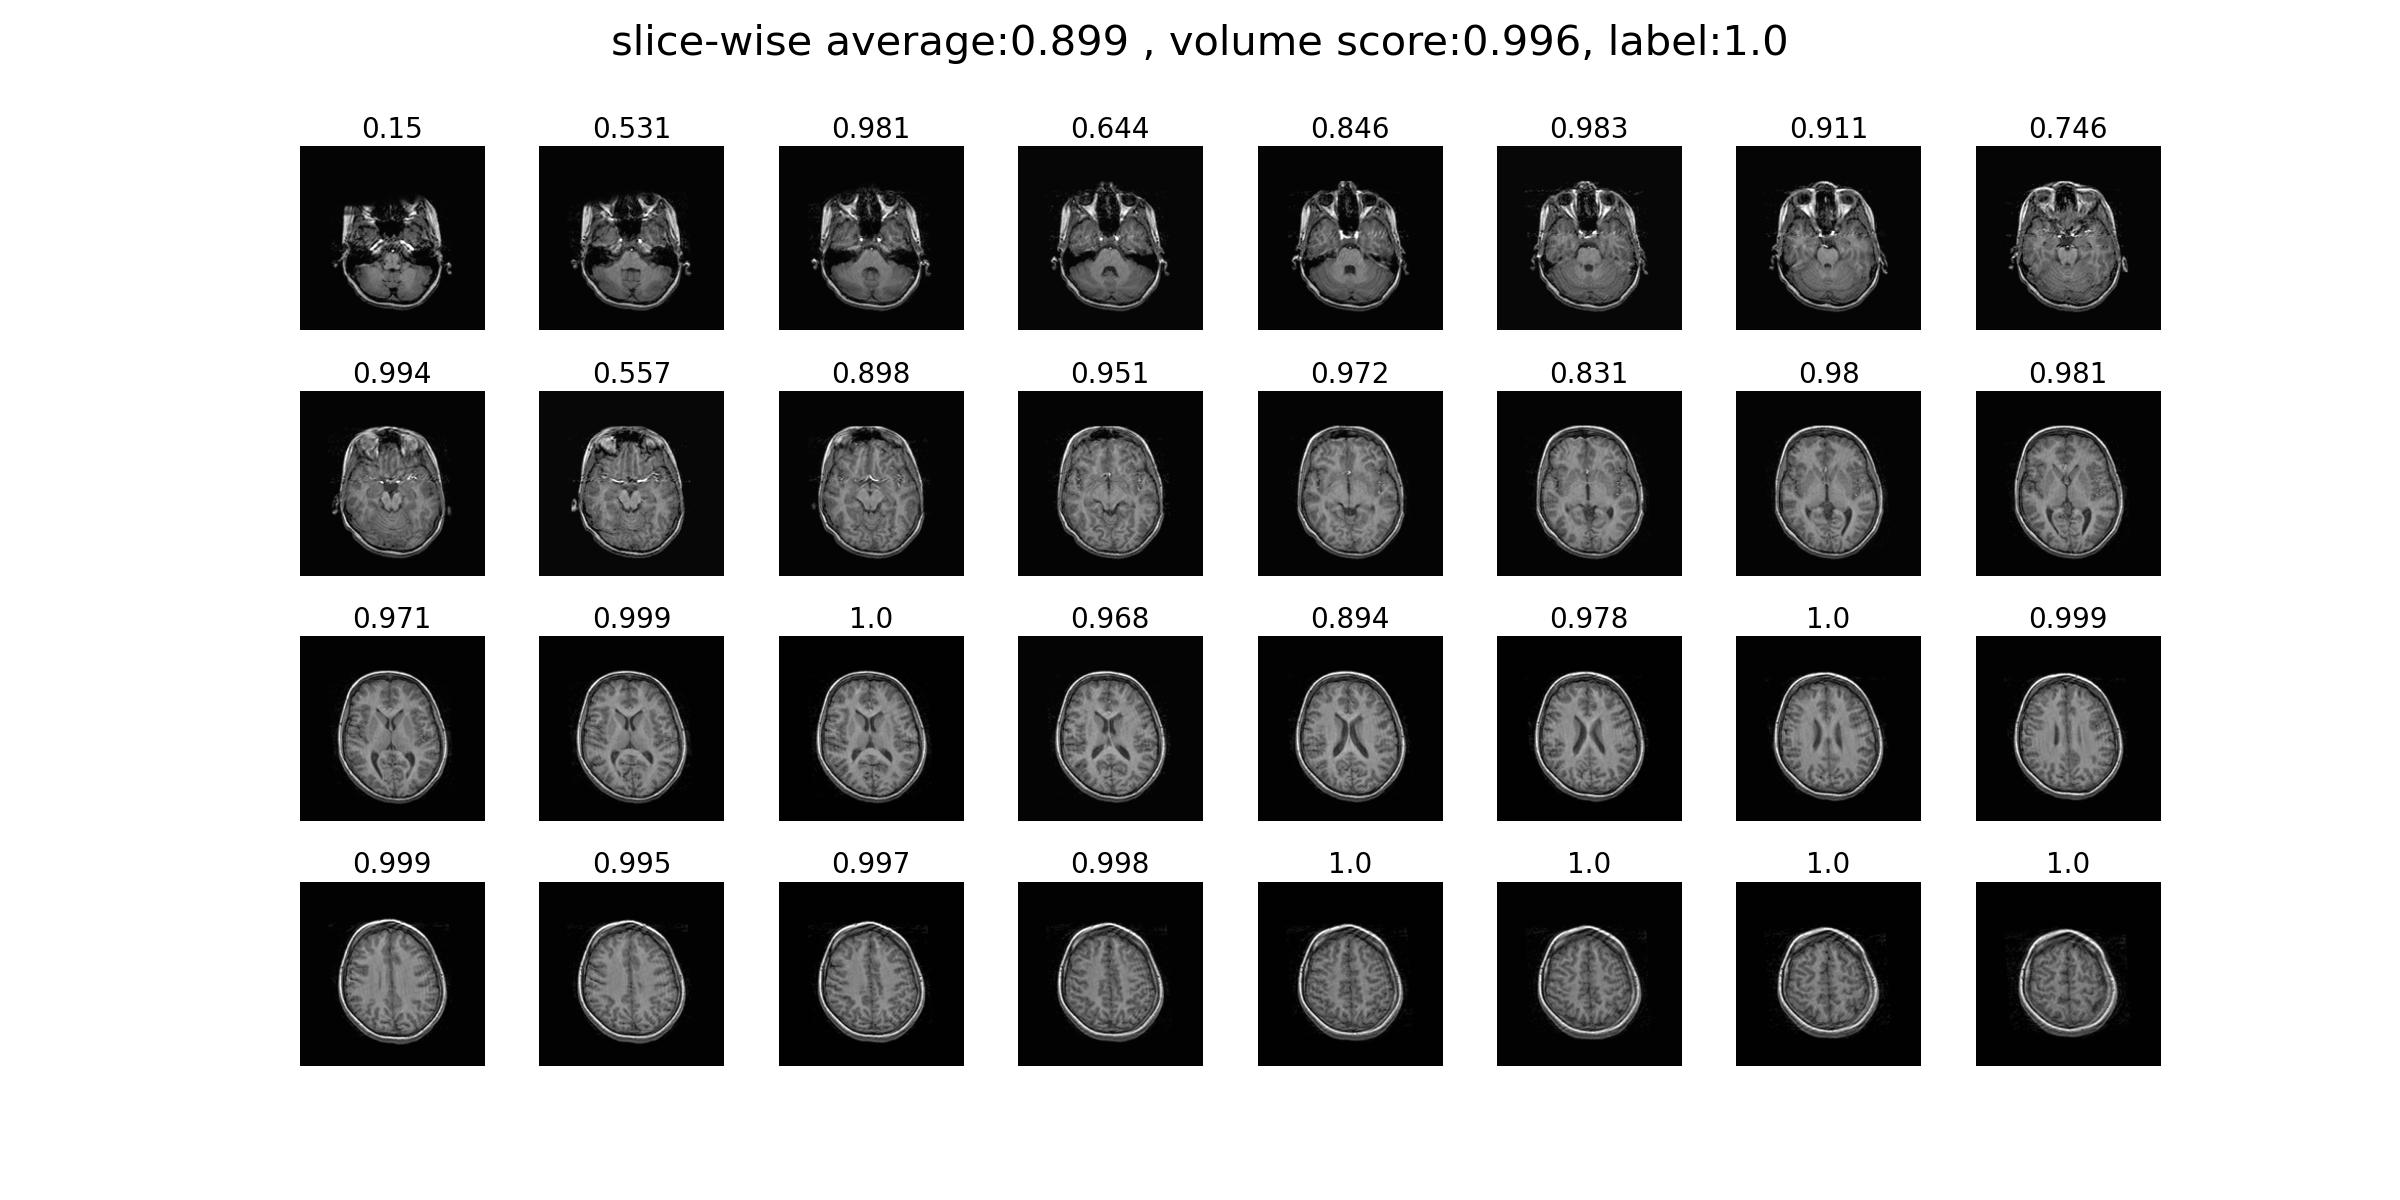 slice-wise average:0.899 , volume score:0.996, label:1.0
0.15 0.531 0.981 0.644 0.846 0.983 0.911 0.746
0.994 0.557 0.898 0.951 0.972 0.831 0.98 0.981
0.971 0.999 1.0 0.968 0.894 0.978 1.0 0.999
0.999 0.995 0.997 0.998 1.0 1.0 1.0 1.0